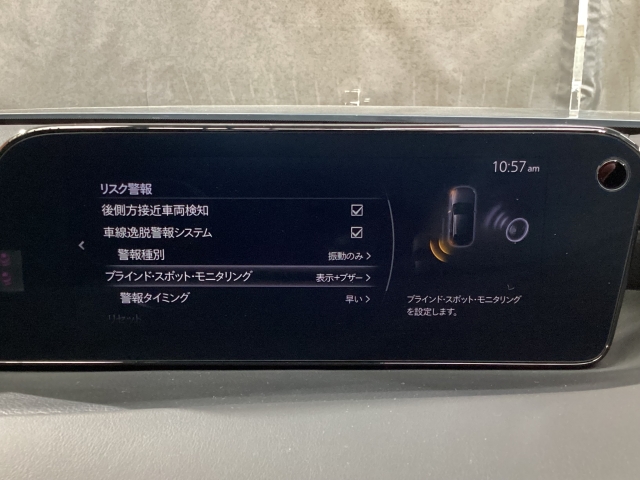 10:57am
リスク警報
後側方接近車両検知
車線逸脱警報システム
警報種別 振動のみ
ブラインド・スポット・モニタリング 表示+ブザー
警報タイミング 早い
ブラインド・スポット・モニタリング
を設定します。